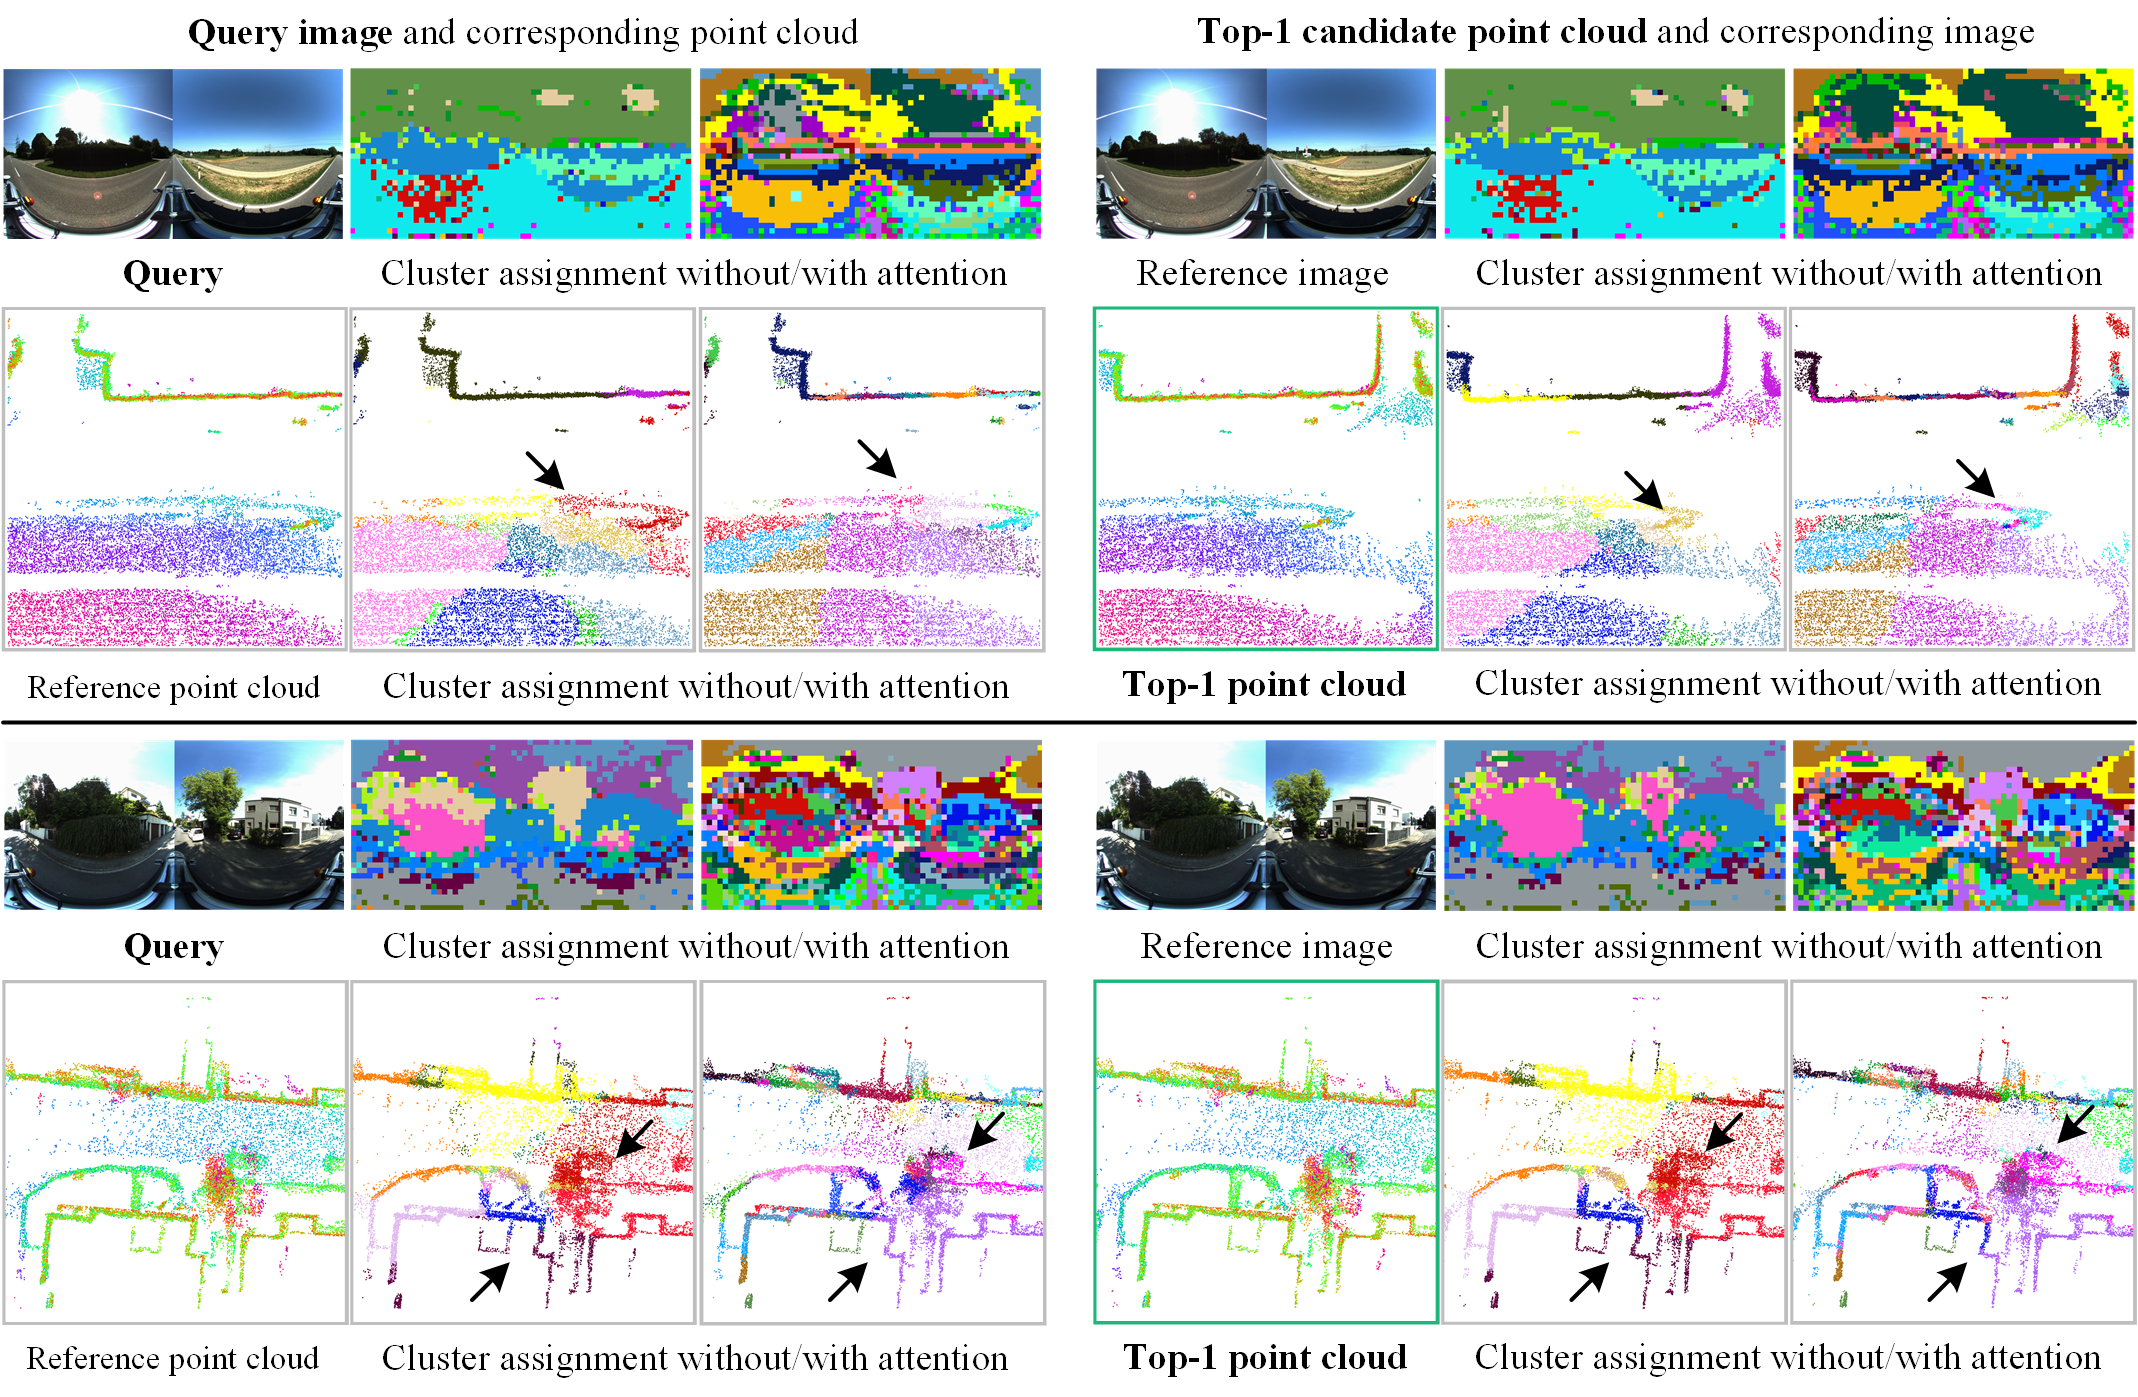 Query image and corresponding point cloud
Top-1 candidate point cloud and corresponding image
Query
Cluster assignment without/with attention
Reference image
Cluster assignment without/with attention
Reference point cloud
Cluster assignment without/with attention
Top-1 point cloud
Cluster assignment without/with attention
Query
Cluster assignment without/with attention
Reference image
Cluster assignment without/with attention
Reference point cloud
Cluster assignment without/with attention
Top-1 point cloud
Cluster assignment without/with attention